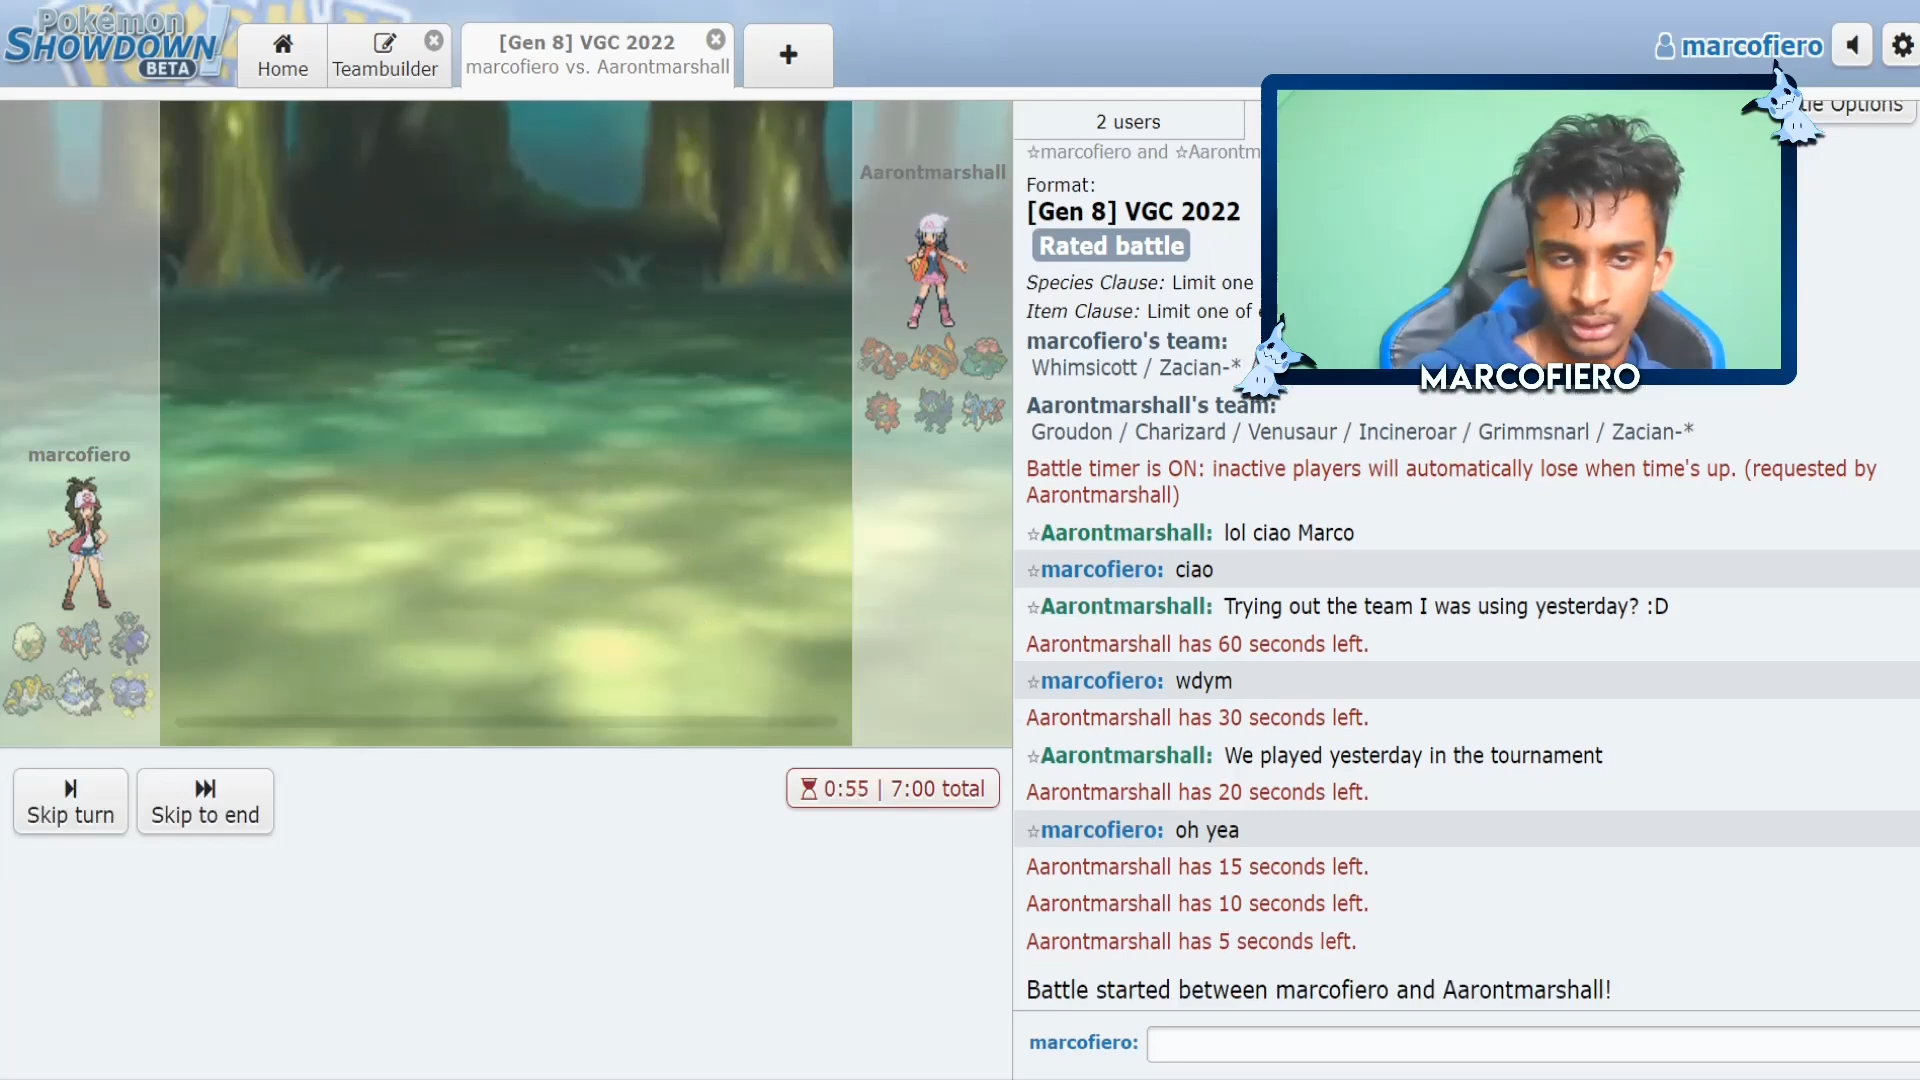 Pokémon
SHOWDOWN!
BETA
Home
Teambuilder
[Gen 8] VGC 2022
marcofiero vs. Aarontmarshall
marcofiero
2 users
tle Options
☆marcofiero and ☆Aarontm
Format:
[Gen 8] VGC 2022
Rated battle
Species Clause: Limit one
Item Clause: Limit one of
marcofiero's team:
Whimsicott / Zacian-*
MARCOFIERO
Aarontmarshall's team:
Groudon / Charizard / Venusaur / Incineroar / Grimmsnarl / Zacian-*
Battle timer is ON: inactive players will automatically lose when time's up. (requested by
Aarontmarshall)
☆Aarontmarshall: lol ciao Marco
☆marcofiero: ciao
☆Aarontmarshall: Trying out the team I was using yesterday? :D
Aarontmarshall has 60 seconds left.
☆marcofiero: wdym
Aarontmarshall has 30 seconds left.
☆Aarontmarshall: We played yesterday in the tournament
Aarontmarshall has 20 seconds left.
☆marcofiero: oh yea
Aarontmarshall has 15 seconds left.
Aarontmarshall has 10 seconds left.
Aarontmarshall has 5 seconds left.
Battle started between marcofiero and Aarontmarshall!
marcofiero:
Aarontmarshall
marcofiero
Skip turn
Skip to end
0:55 | 7:00 total